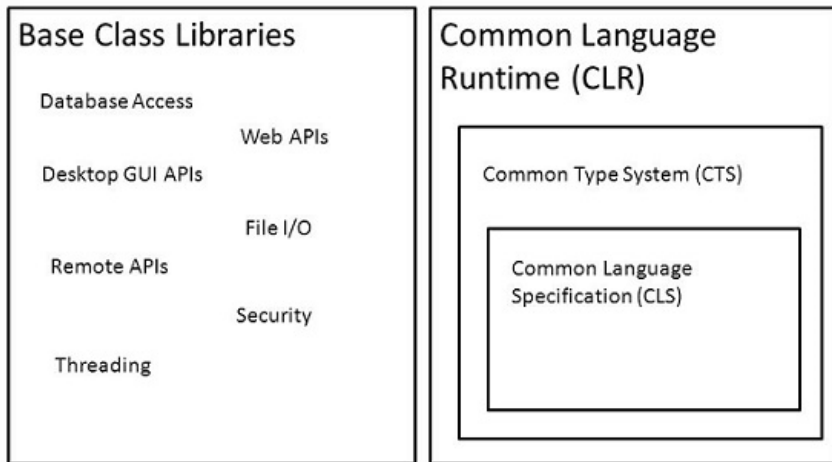 Base Class Libraries
Database Access
Web APIs
Desktop GUI APIs
File I/O
Remote APIs
Security
Threading
Common Language
Runtime (CLR)
Common Type System (CTS)
Common Language
Specification (CLS)